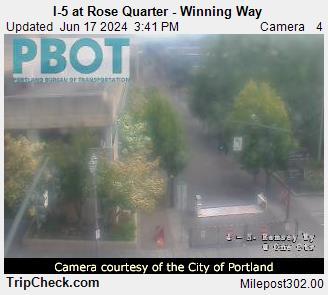 I-5 at Rose Quarter - Winning Way
Updated Jun 17 2024 3:41 PM Camera 4
PBOT
PORTLAND BUREAU OF TRANSPORTATION
Camera courtesy of the City of Portland
TripCheck.com Milepost302.00